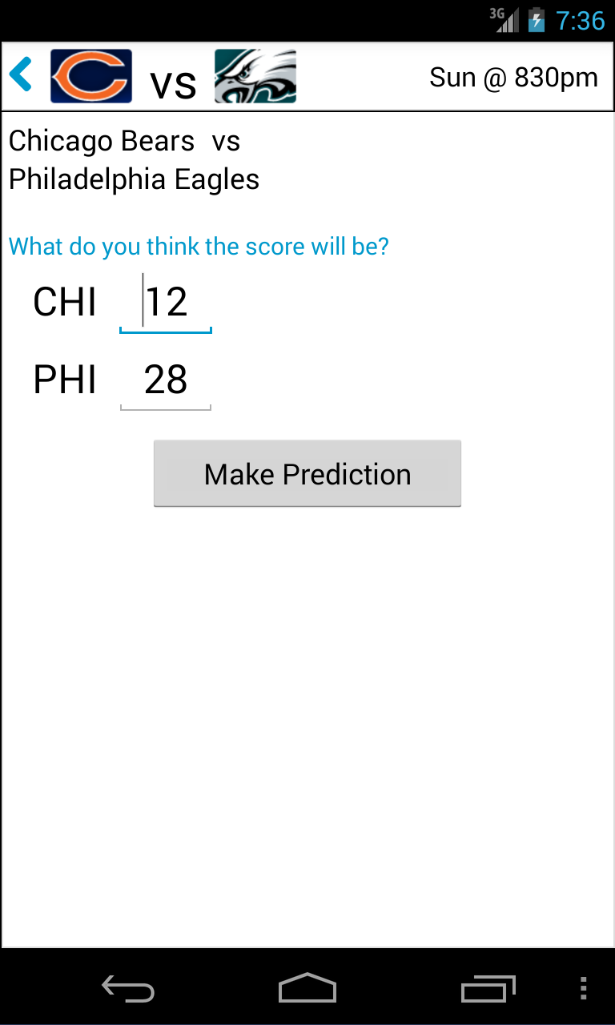 3G 7:36
vs Sun @ 830pm
Chicago Bears vs
Philadelphia Eagles
What do you think the score will be?
CHI 12
PHI 28
Make Prediction